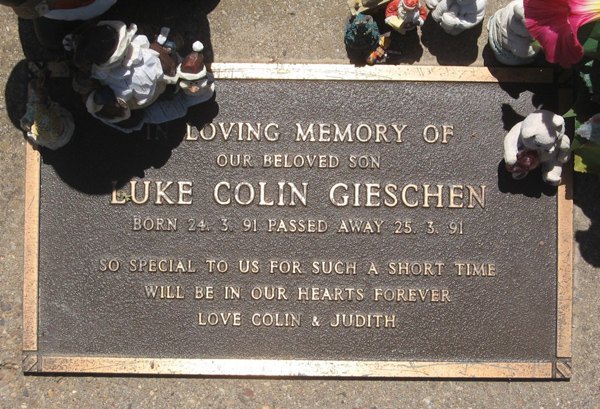 IN LOVING MEMORY OF
OUR BELOVED SON
LUKE COLIN GIESCHEN
BORN 24. 3. 91 PASSED AWAY 25. 3. 91
SO SPECIAL TO US FOR SUCH A SHORT TIME
WILL BE IN OUR HEARTS FOREVER
LOVE COLIN & JUDITH